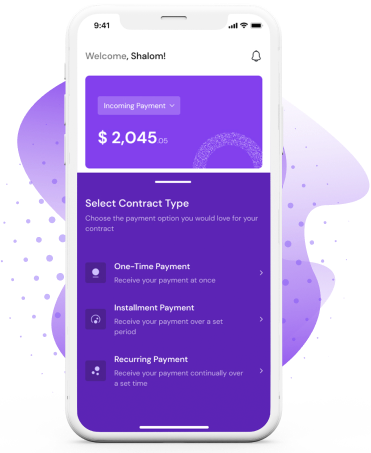 9:41
Welcome, Shalom!
Incoming Payment
$ 2,045.05
Select Contract Type
Choose the payment option you would love for your
contract
One-Time Payment
Receive your payment at once
Installment Payment
Receive your payment over a set
period
Recurring Payment
Receive your payment continually over
a set time